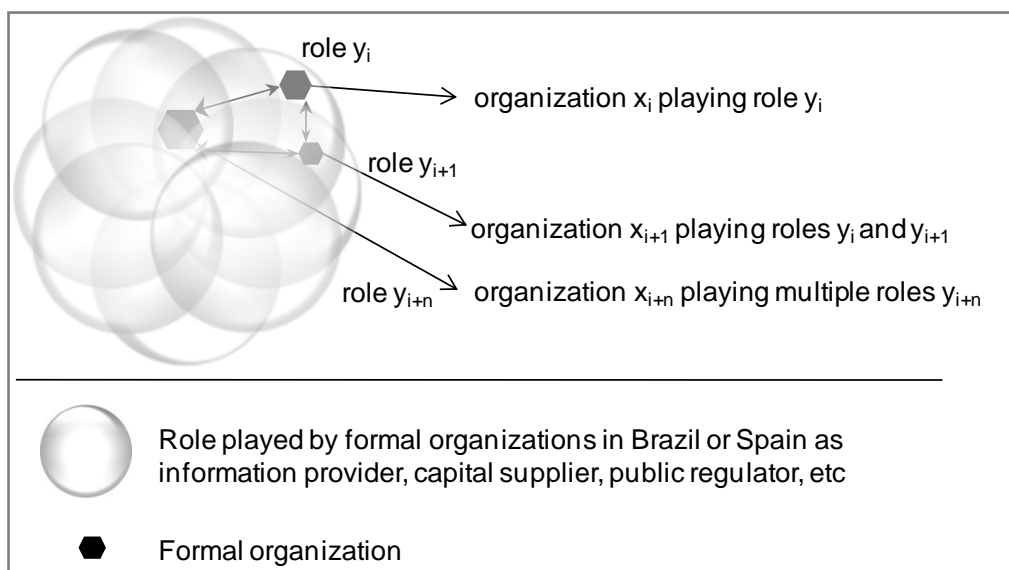 role yᵢ
organization xᵢ playing role yᵢ
role yᵢ₊₁
organization xᵢ₊₁ playing roles yᵢ and yᵢ₊₁
role yᵢ₊ₙ
organization xᵢ₊ₙ playing multiple roles yᵢ₊ₙ
Role played by formal organizations in Brazil or Spain as
information provider, capital supplier, public regulator, etc
Formal organization